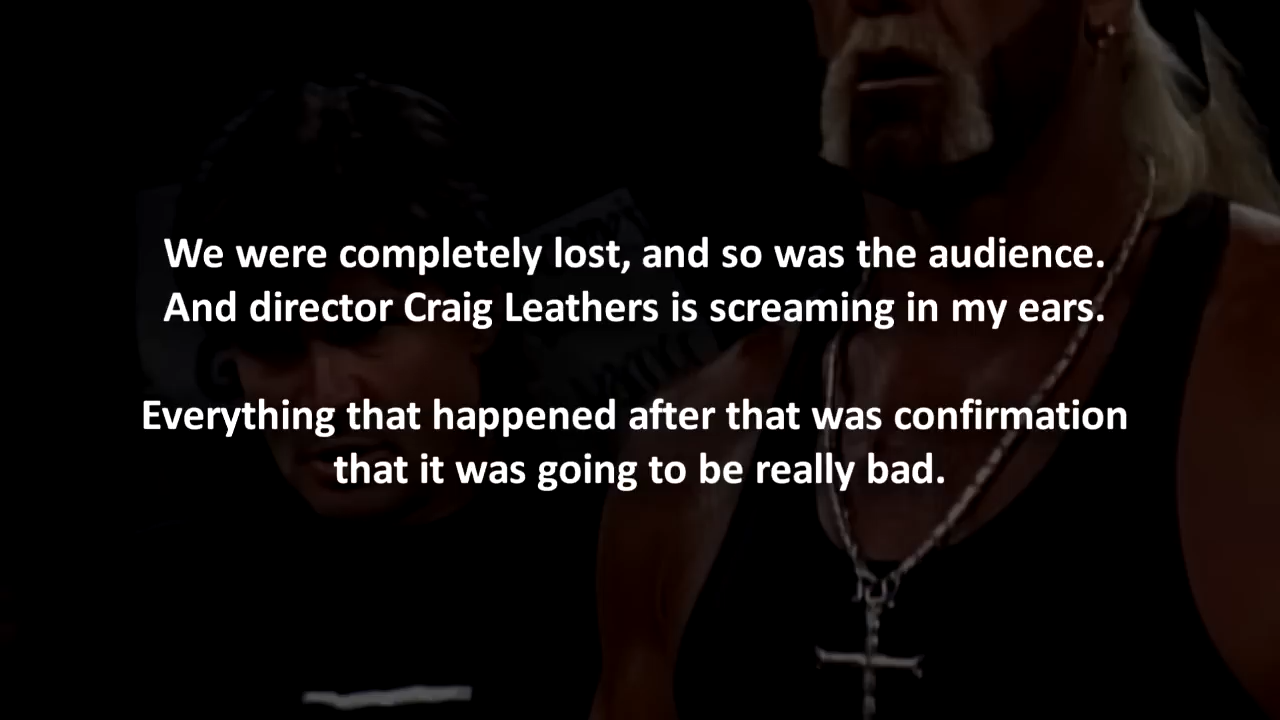 We were completely lost, and so was the audience.
And director Craig Leathers is screaming in my ears.
Everything that happened after that was confirmation
that it was going to be really bad.